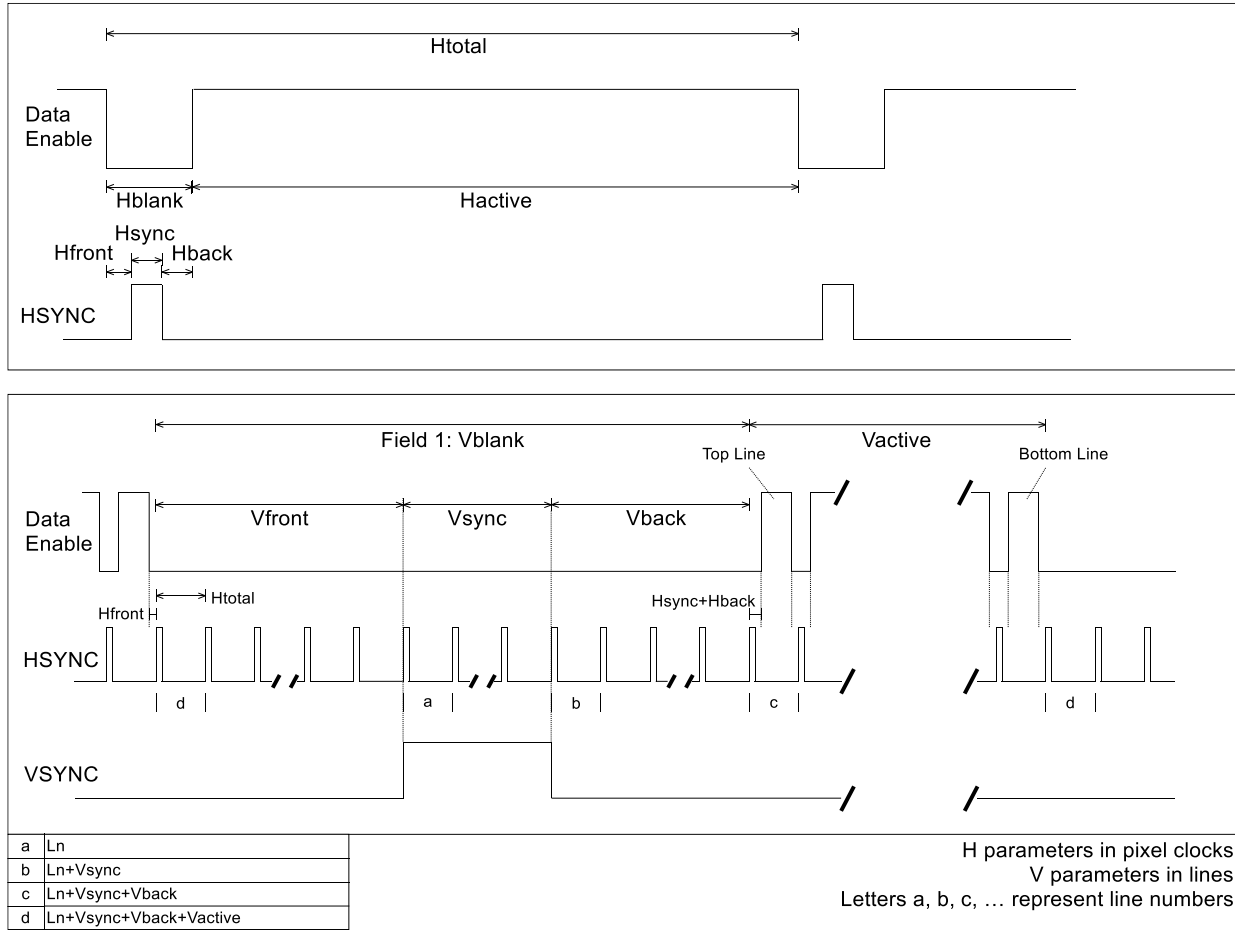 Htotal
Data
Enable
Hblank
Hactive
Hsync
Hfront
Hback
HSYNC
Field 1: Vblank
Vactive
Top Line
Bottom Line
Data
Enable
Vfront
Vsync
Vback
Hfront
Htotal
Hsync+Hback
HSYNC
d
a
b
c
d
VSYNC
a Ln
b Ln+Vsync
c Ln+Vsync+Vback
d Ln+Vsync+Vback+Vactive
H parameters in pixel clocks
V parameters in lines
Letters a, b, c, … represent line numbers